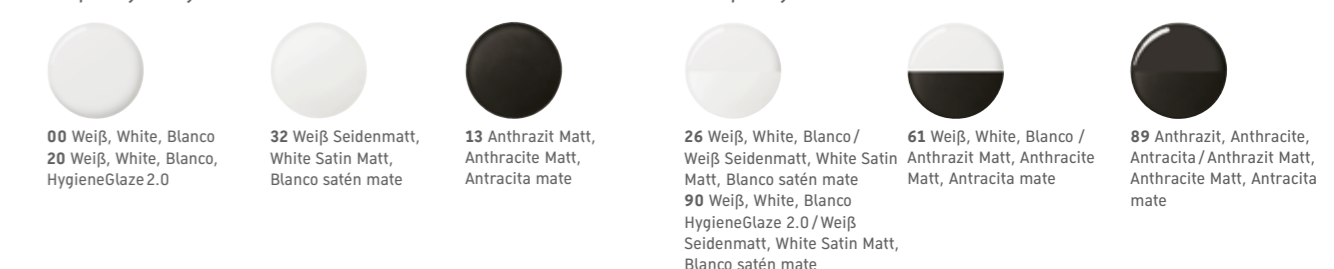 00 Weiß, White, Blanco
20 Weiß, White, Blanco,
HygieneGlaze 2.0
32 Weiß Seidenmatt,
White Satin Matt,
Blanco satén mate
13 Anthrazit Matt,
Anthracite Matt,
Antracita mate
26 Weiß, White, Blanco /
Weiß Seidenmatt, White Satin
Matt, Blanco satén mate
90 Weiß, White, Blanco
HygieneGlaze 2.0 / Weiß
Seidenmatt, White Satin Matt,
Blanco satén mate
61 Weiß, White, Blanco /
Anthrazit Matt, Anthracite
Matt, Antracita mate
89 Anthrazit, Anthracite,
Antracita / Anthrazit Matt,
Anthracite Matt, Antracita
mate